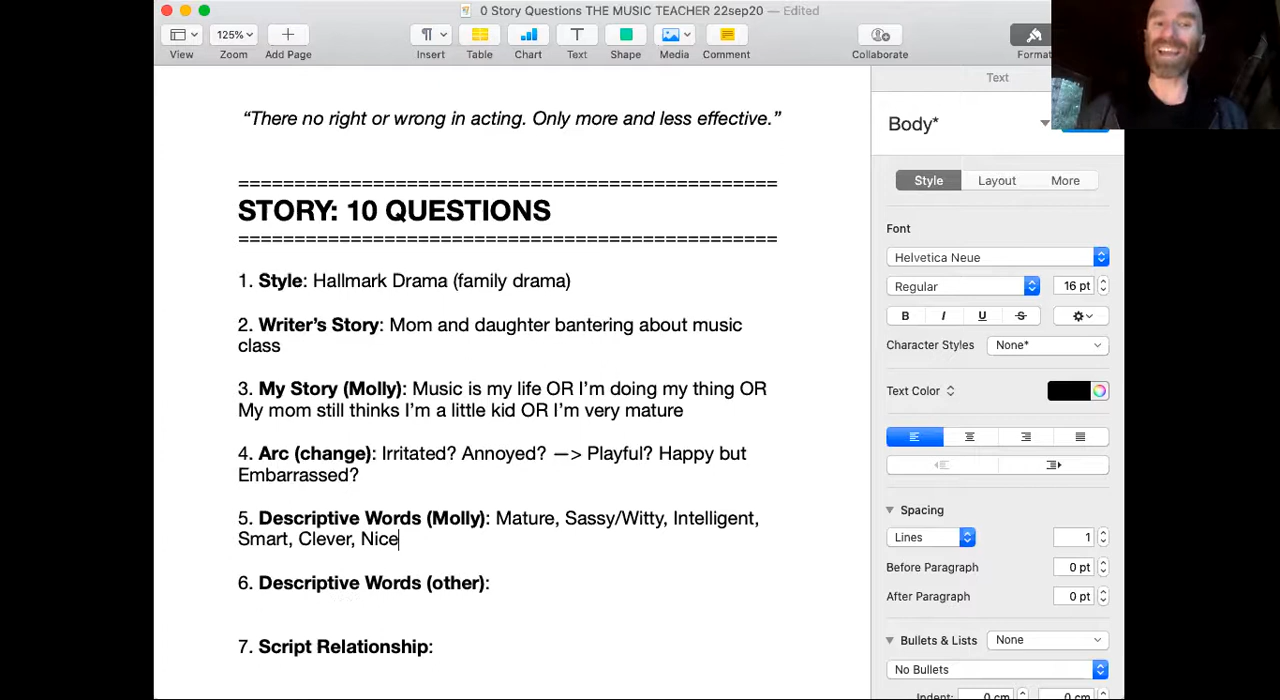 0 Story Questions THE MUSIC TEACHER 22sep20 — Edited
125%
View Zoom Add Page Insert Table Chart Text Shape Media Comment Collaborate Format
Text
“There no right or wrong in acting. Only more and less effective.”
Body*
==============================================
STORY: 10 QUESTIONS
==============================================
Style Layout More
Font
Helvetica Neue
Regular 16 pt
B I U S
Character Styles None*
Text Color
Spacing
Lines 1
Before Paragraph 0 pt
After Paragraph 0 pt
Bullets & Lists None
No Bullets
Indent: 0 cm 0 cm
1. Style: Hallmark Drama (family drama)
2. Writer’s Story: Mom and daughter bantering about music
class
3. My Story (Molly): Music is my life OR I’m doing my thing OR
My mom still thinks I’m a little kid OR I’m very mature
4. Arc (change): Irritated? Annoyed? —> Playful? Happy but
Embarrassed?
5. Descriptive Words (Molly): Mature, Sassy/Witty, Intelligent,
Smart, Clever, Nice
6. Descriptive Words (other):
7. Script Relationship: